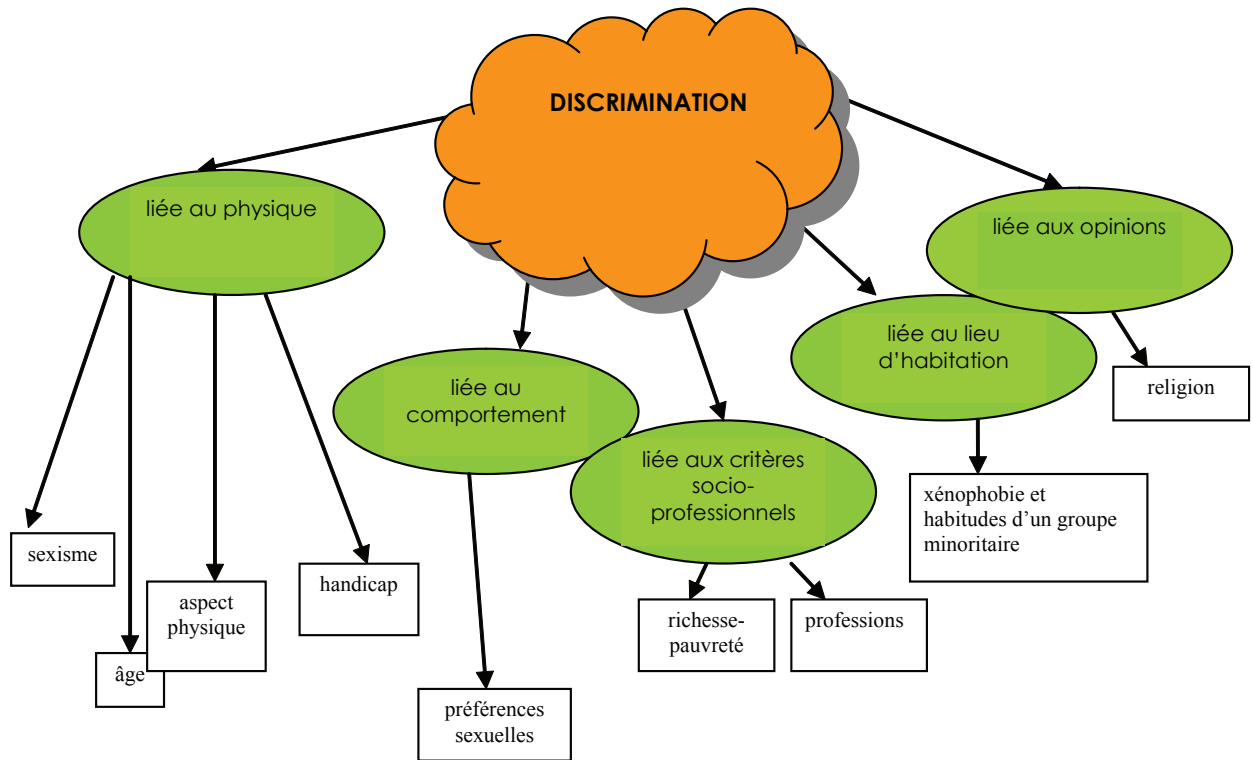 DISCRIMINATION
liée au physique
liée aux opinions
liée au lieu
d'habitation
liée au
comportement
liée aux critères
socio-
professionnels
religion
xénophobie et
habitudes d'un groupe
minoritaire
sexisme
âge
aspect
physique
handicap
préférences
sexuelles
richesse-
pauvreté
professions